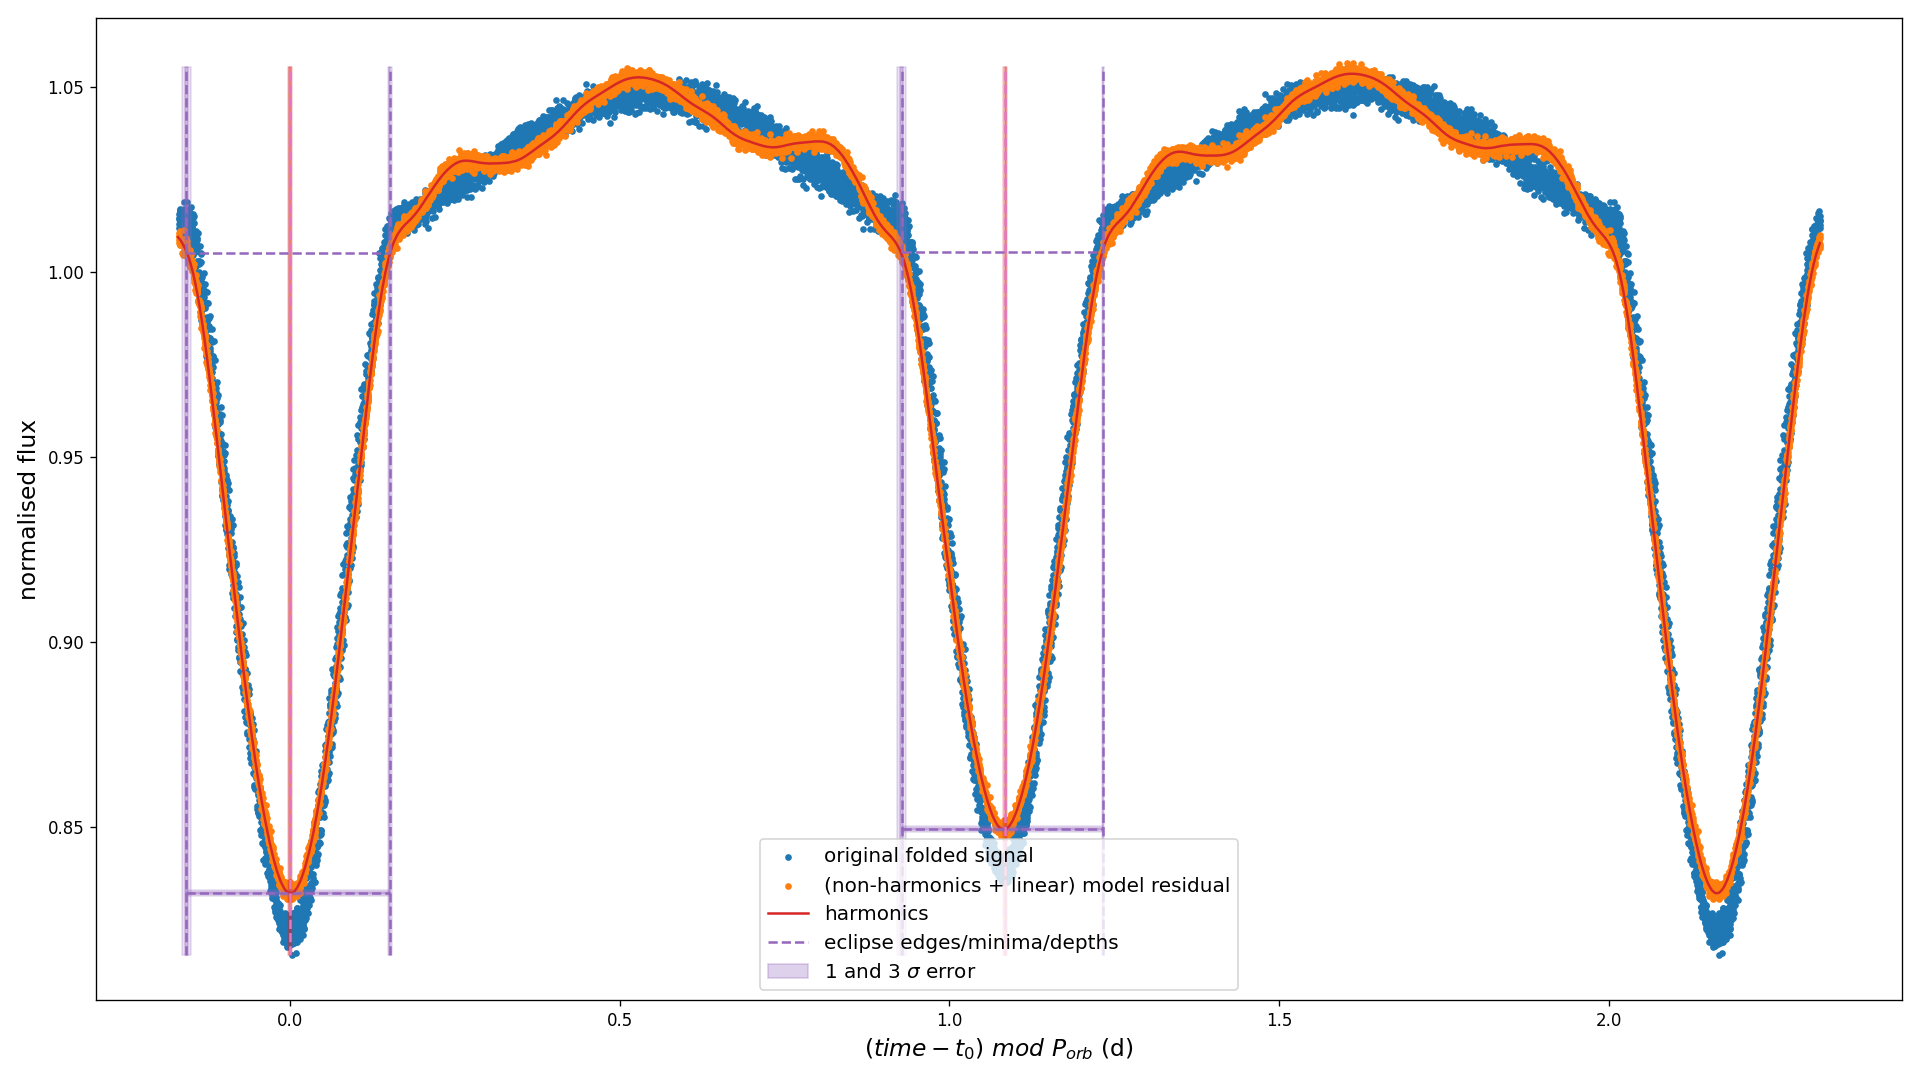 1.05
1.00
0.95
0.90
0.85
normalised flux
original folded signal
(non-harmonics + linear) model residual
harmonics
eclipse edges/minima/depths
1 and 3 σ error
0.0 0.5 1.0 1.5 2.0
(time − t₀) mod Pₒᵣb (d)